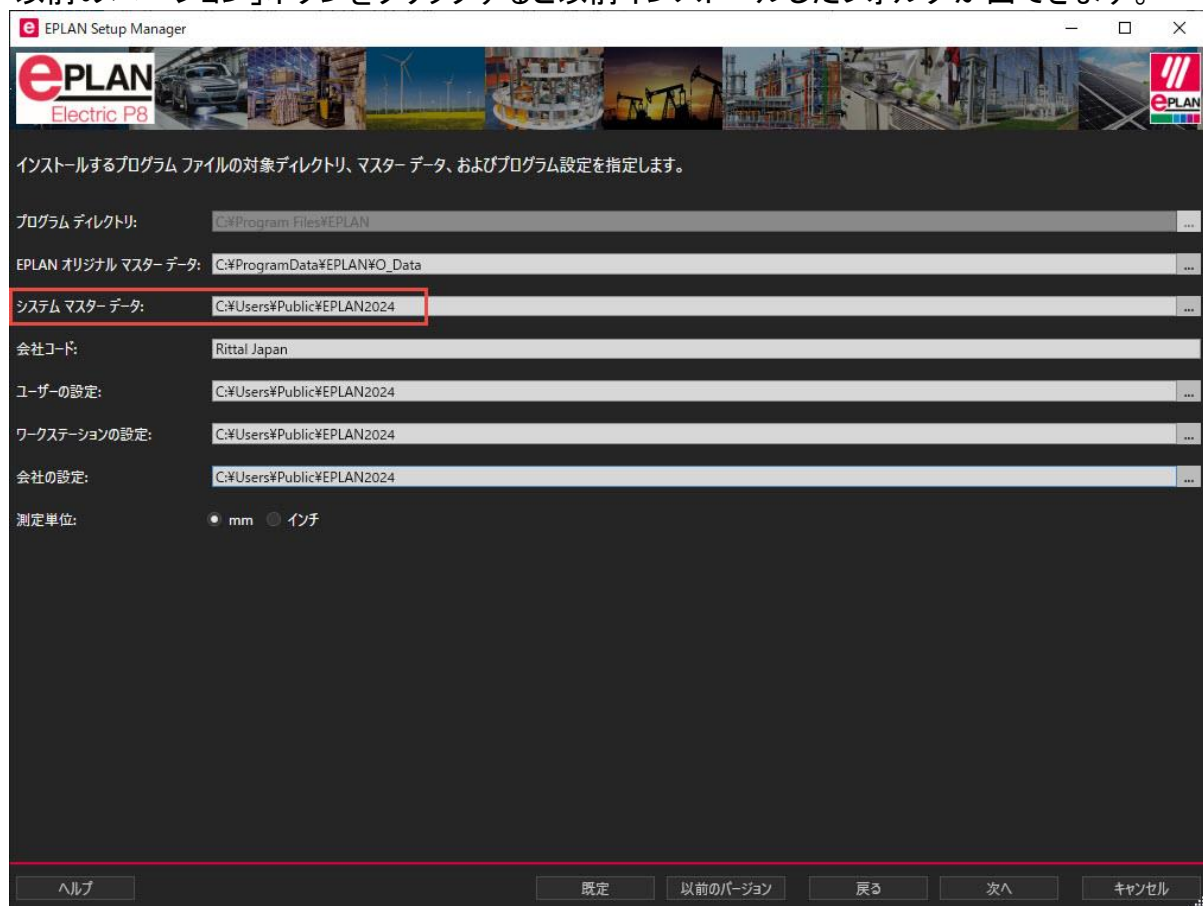 EPLAN Setup Manager
ePLAN
Electric P8
ePLAN
インストールするプログラム ファイルの対象ディレクトリ、マスター データ、およびプログラム設定を指定します。
プログラム ディレクトリ: C:¥Program Files¥EPLAN ...
EPLAN オリジナル マスター データ: C:¥ProgramData¥EPLAN¥O_Data ...
システム マスター データ: C:¥Users¥Public¥EPLAN2024 ...
会社コード: Rittal Japan
ユーザーの設定: C:¥Users¥Public¥EPLAN2024 ...
ワークステーションの設定: C:¥Users¥Public¥EPLAN2024 ...
会社の設定: C:¥Users¥Public¥EPLAN2024 ...
測定単位: mm インチ
ヘルプ 既定 以前のバージョン 戻る 次へ キャンセル